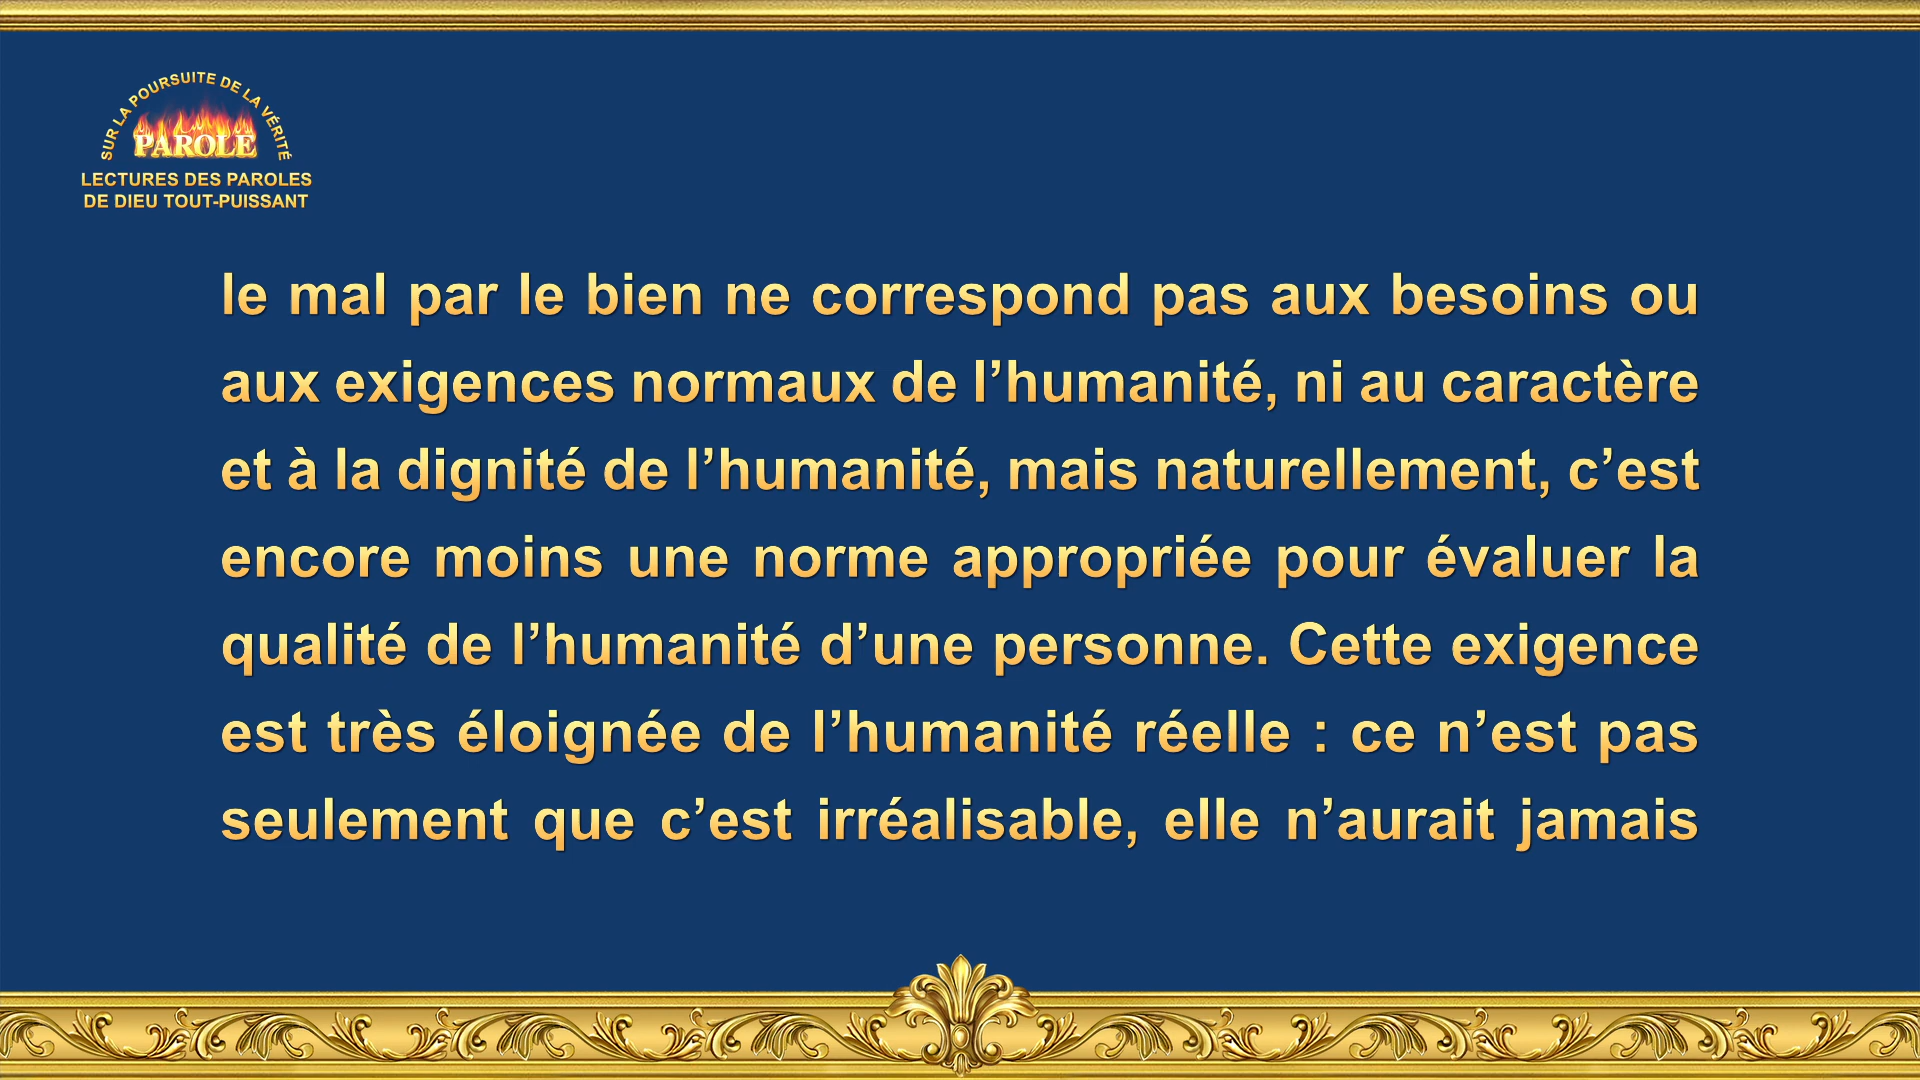 SUR LA POURSUITE DE LA VÉRITÉ
PAROLE
LECTURES DES PAROLES
DE DIEU TOUT-PUISSANT
le mal par le bien ne correspond pas aux besoins ou
aux exigences normaux de l’humanité, ni au caractère
et à la dignité de l’humanité, mais naturellement, c’est
encore moins une norme appropriée pour évaluer la
qualité de l’humanité d’une personne. Cette exigence
est très éloignée de l’humanité réelle : ce n’est pas
seulement que c’est irréalisable, elle n’aurait jamais